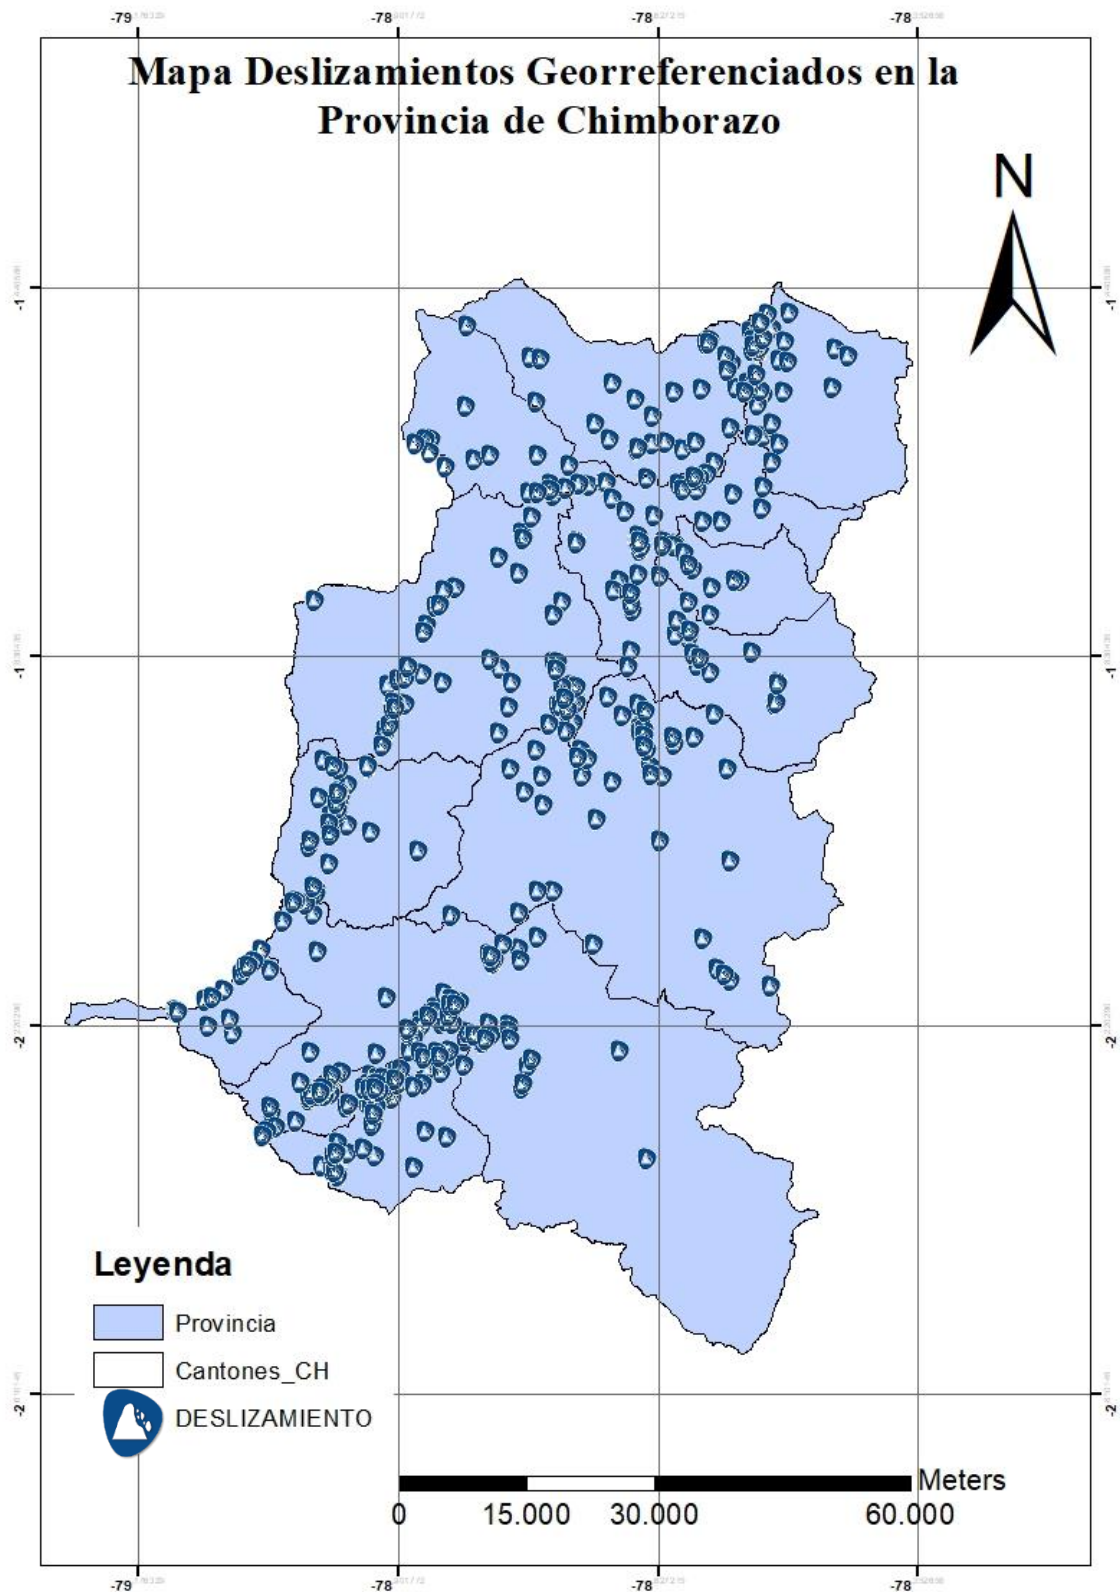 -79 -78 -78 -78
Mapa Deslizamientos Georreferenciados en la
Provincia de Chimborazo
N
-1 -1
-1 -1
-2 -2
-2 -2
Leyenda
Provincia
Cantones_CH
DESLIZAMIENTO
Meters
0 15.000 30.000 60.000
-79 -78 -78 -78